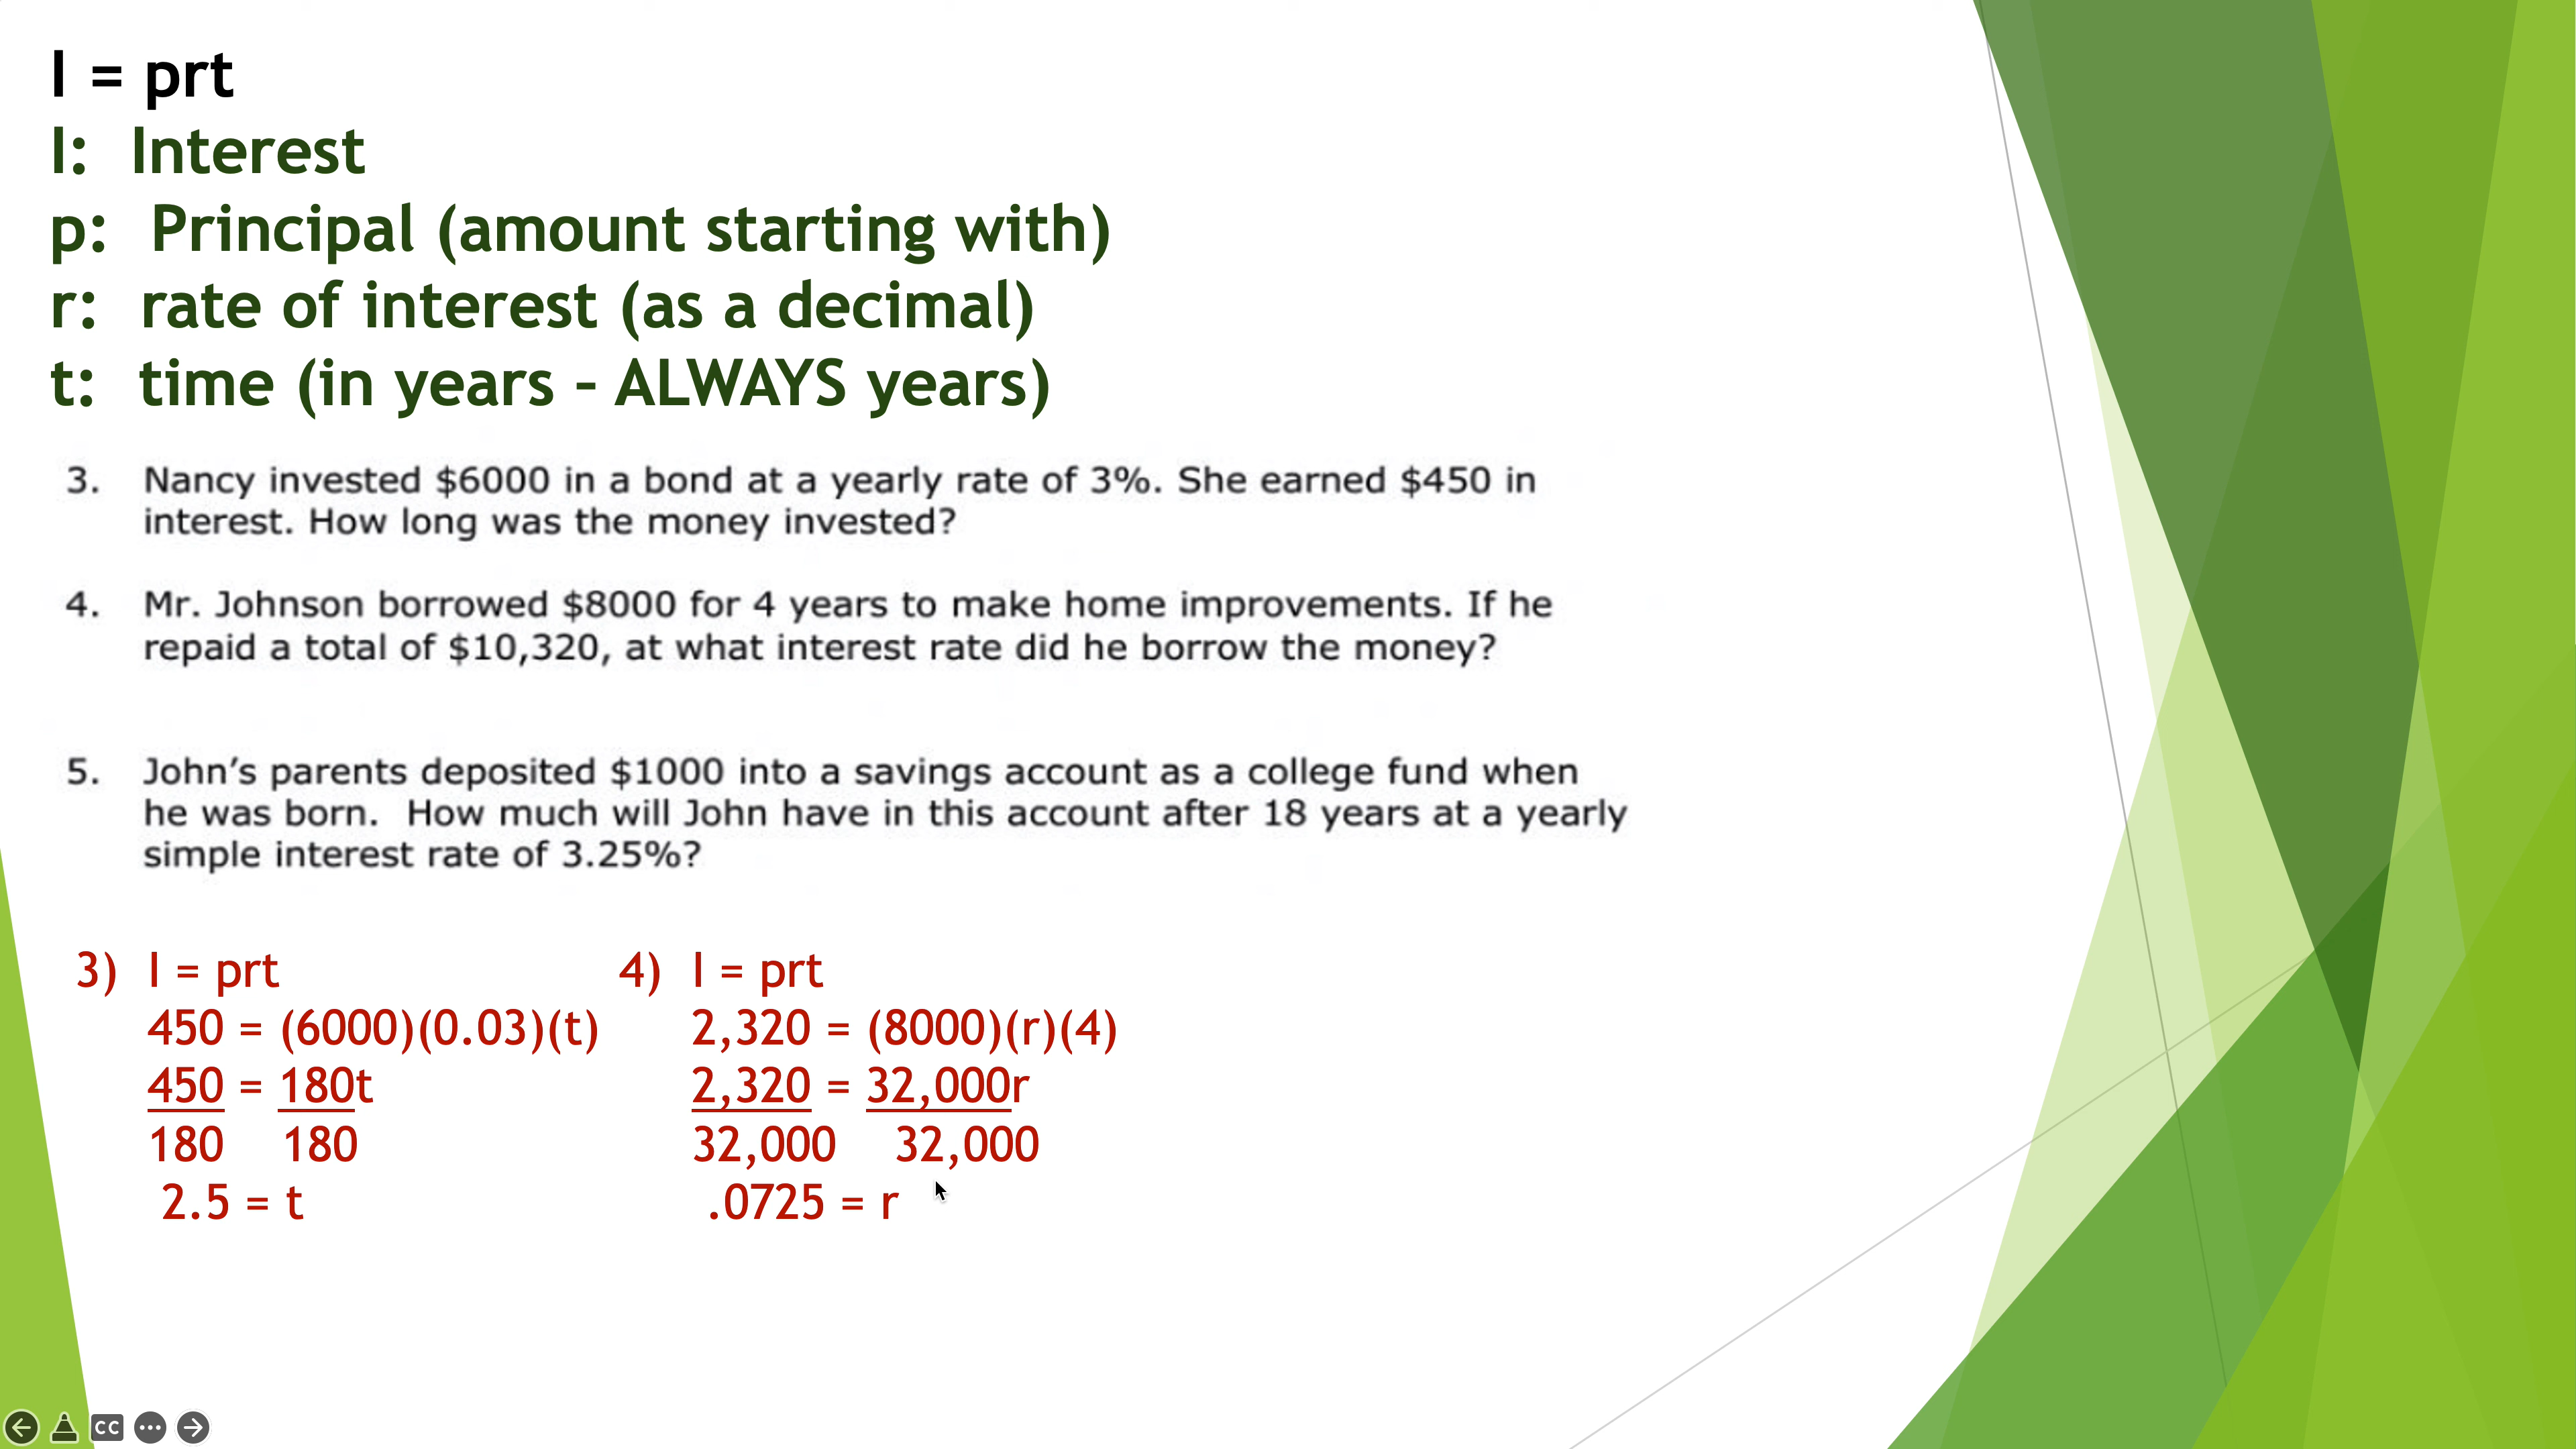 I = prt
I: Interest
p: Principal (amount starting with)
r: rate of interest (as a decimal)
t: time (in years – ALWAYS years)
3. Nancy invested $6000 in a bond at a yearly rate of 3%. She earned $450 in
interest. How long was the money invested?
4. Mr. Johnson borrowed $8000 for 4 years to make home improvements. If he
repaid a total of $10,320, at what interest rate did he borrow the money?
5. John's parents deposited $1000 into a savings account as a college fund when
he was born. How much will John have in this account after 18 years at a yearly
simple interest rate of 3.25%?
3) I = prt
450 = (6000)(0.03)(t)
450 = 180t
180 180
2.5 = t
4) I = prt
2,320 = (8000)(r)(4)
2,320 = 32,000r
32,000 32,000
.0725 = r
CC